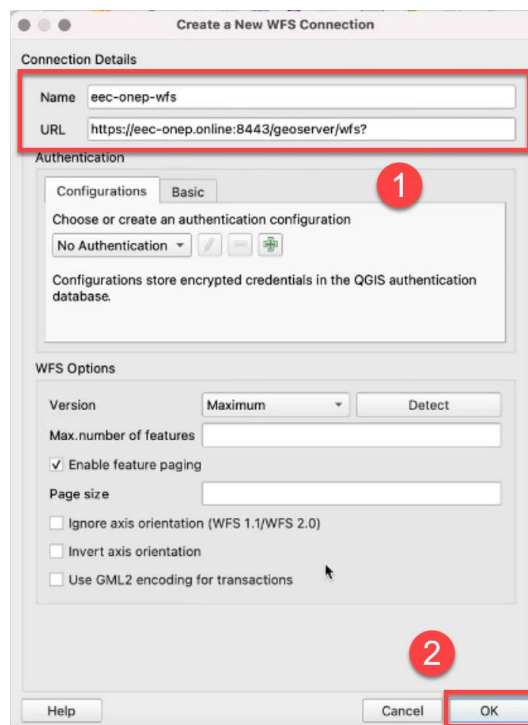 Create a New WFS Connection
Connection Details
Name eec-onep-wfs
URL https://eec-onep.online:8443/geoserver/wfs?
Authentication
1
Configurations Basic
Choose or create an authentication configuration
No Authentication
Configurations store encrypted credentials in the QGIS authentication
database.
WFS Options
Version Maximum Detect
Max.number of features
Enable feature paging
Page size
Ignore axis orientation (WFS 1.1/WFS 2.0)
Invert axis orientation
Use GML2 encoding for transactions
2
Help Cancel OK